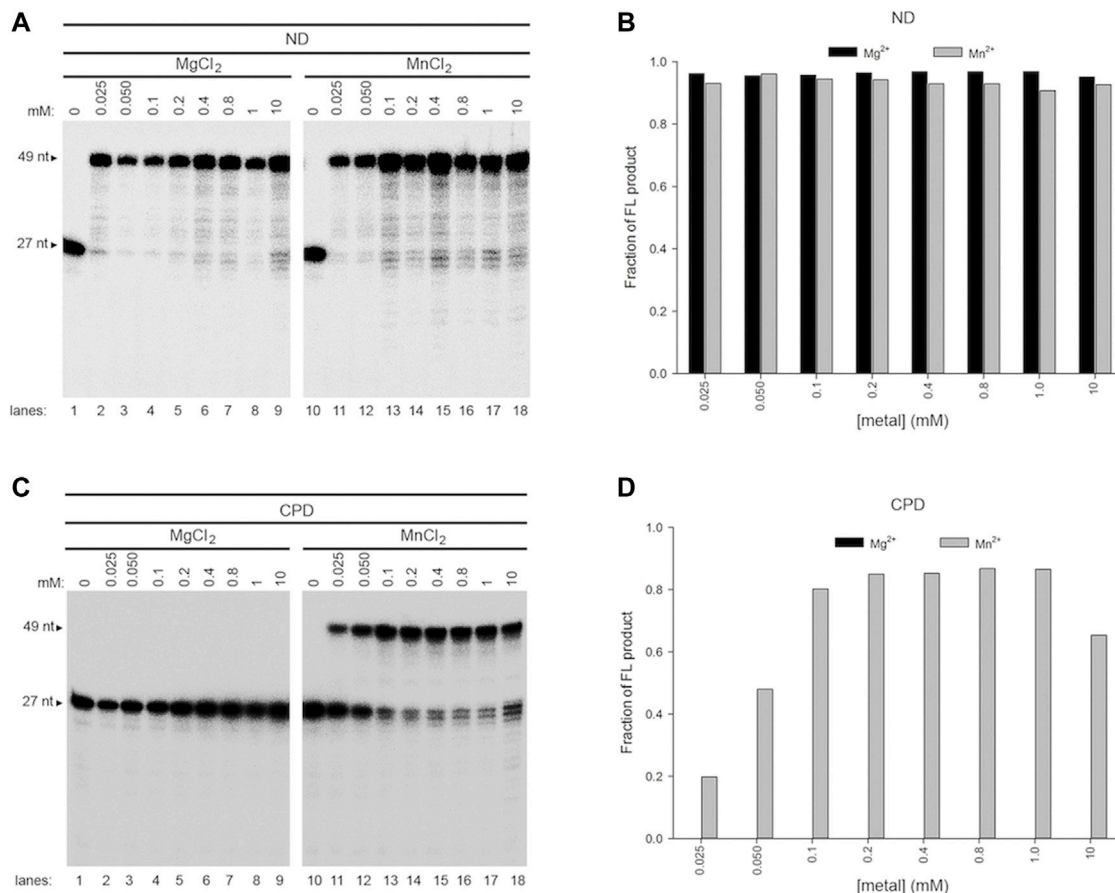 A
ND
MgCl₂ MnCl₂
mM: 0 0.025 0.050 0.1 0.2 0.4 0.8 1 10 0 0.025 0.050 0.1 0.2 0.4 0.8 1 10
49 nt
27 nt
lanes: 1 2 3 4 5 6 7 8 9 10 11 12 13 14 15 16 17 18
B
ND
Mg²⁺ Mn²⁺
Fraction of FL product
1.0
0.8
0.6
0.4
0.2
0.0
0.025 0.050 0.1 0.2 0.4 0.8 1.0 10
[metal] (mM)
C
CPD
MgCl₂ MnCl₂
mM: 0 0.025 0.050 0.1 0.2 0.4 0.8 1 10 0 0.025 0.050 0.1 0.2 0.4 0.8 1 10
49 nt
27 nt
lanes: 1 2 3 4 5 6 7 8 9 10 11 12 13 14 15 16 17 18
D
CPD
Mg²⁺ Mn²⁺
Fraction of FL product
1.0
0.8
0.6
0.4
0.2
0.0
0.025 0.050 0.1 0.2 0.4 0.8 1.0 10
[metal] (mM)